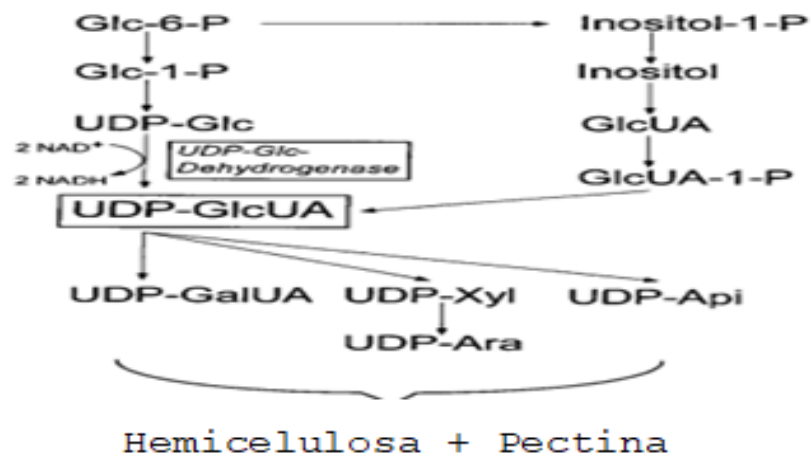 Glc-6-P Inositol-1-P
Glc-1-P Inositol
UDP-Glc GlcUA
2 NAD⁺ UDP-Glc-
Dehydrogenase
2 NADH GlcUA-1-P
UDP-GlcUA
UDP-GalUA UDP-Xyl UDP-Api
UDP-Ara
Hemicelulosa + Pectina